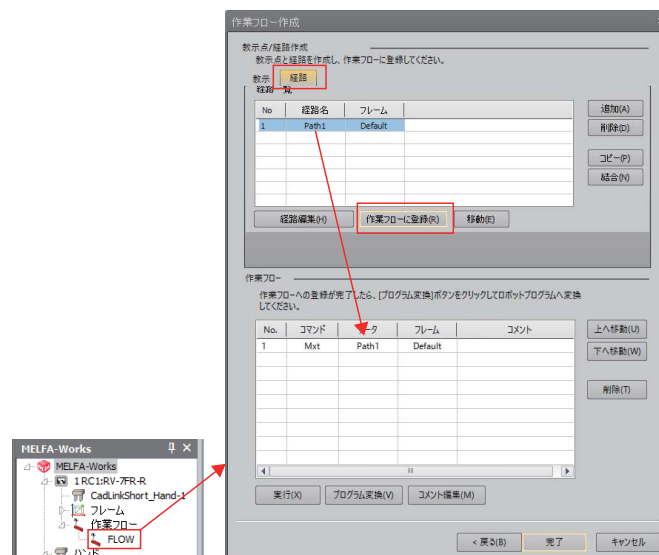 作業フロー作成
教示点/経路作成
教示点と経路を作成し、作業フローに登録してください。
教示 経路
No 経路名 フレーム
1 Path1 Default
追加(A)
削除(D)
コピー(P)
結合(N)
経路編集(H) 作業フローに登録(R) 移動(E)
作業フロー
作業フローへの登録が完了したら、[プログラム変換]ボタンをクリックしてロボットプログラムへ変換
してください。
No. コマンド データ フレーム コメント
1 Mxt Path1 Default
上へ移動(U)
下へ移動(W)
削除(T)
実行(X) プログラム変換(V) コメント編集(M)
< 戻る(B) 完了 キャンセル
MELFA-Works
MELFA-Works
1 RC1:RV-7FR-R
CadLinkShort_Hand-1
フレーム
作業フロー
FLOW
ハンド